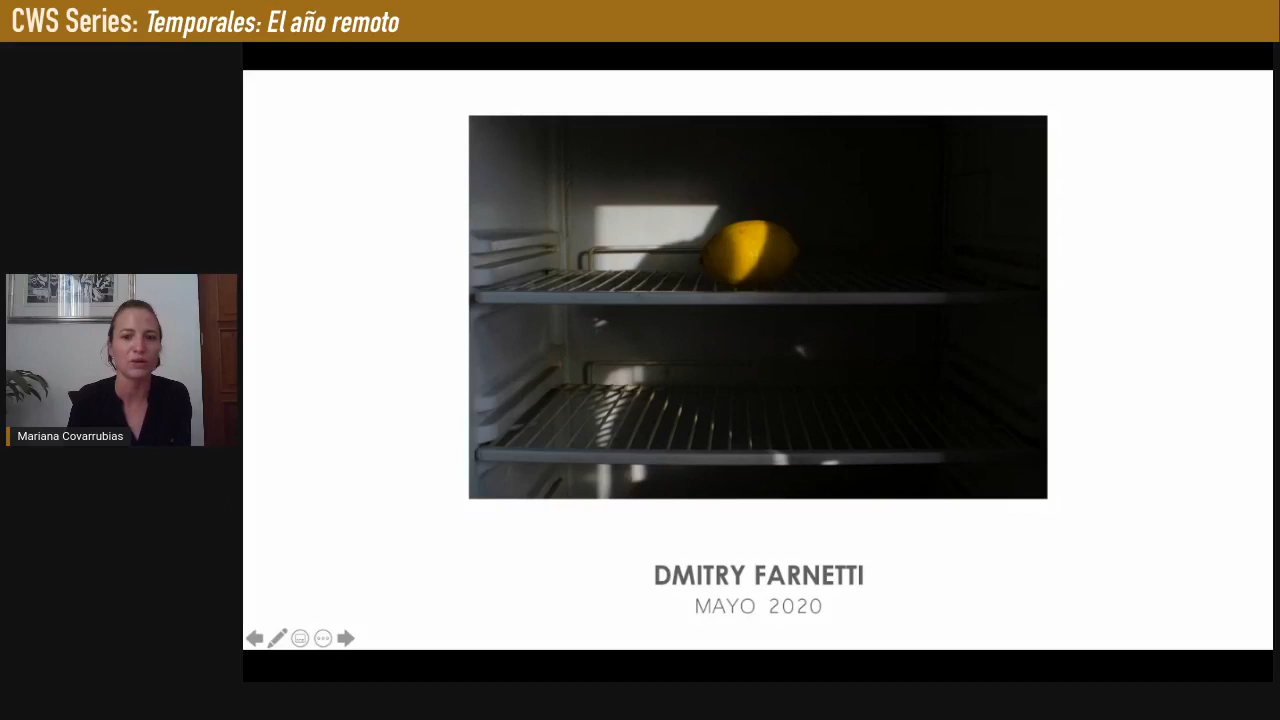 CWS Series: Temporales: El año remoto
Mariana Covarrubias
DMITRY FARNETTI
MAYO 2020